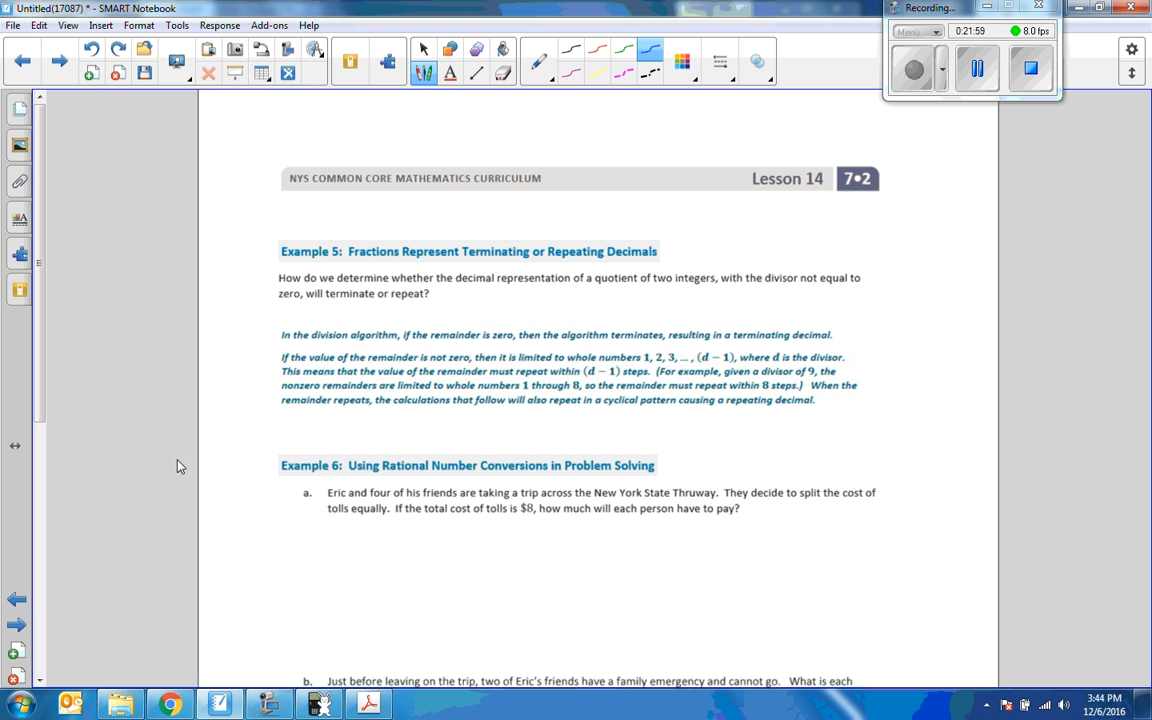 Untitled(17087) * - SMART Notebook
Recording...
File Edit View Insert Format Tools Response Add-ons Help
Menu
0:21:59
8.0 fps
NYS COMMON CORE MATHEMATICS CURRICULUM
Lesson 14
7•2
Example 5: Fractions Represent Terminating or Repeating Decimals
How do we determine whether the decimal representation of a quotient of two integers, with the divisor not equal to
zero, will terminate or repeat?
In the division algorithm, if the remainder is zero, then the algorithm terminates, resulting in a terminating decimal.
If the value of the remainder is not zero, then it is limited to whole numbers 1, 2, 3, ... , (d − 1), where d is the divisor.
This means that the value of the remainder must repeat within (d − 1) steps. (For example, given a divisor of 9, the
nonzero remainders are limited to whole numbers 1 through 8, so the remainder must repeat within 8 steps.) When the
remainder repeats, the calculations that follow will also repeat in a cyclical pattern causing a repeating decimal.
Example 6: Using Rational Number Conversions in Problem Solving
a. Eric and four of his friends are taking a trip across the New York State Thruway. They decide to split the cost of
tolls equally. If the total cost of tolls is $8, how much will each person have to pay?
b. Just before leaving on the trip, two of Eric's friends have a family emergency and cannot go. What is each
3:44 PM
12/6/2016